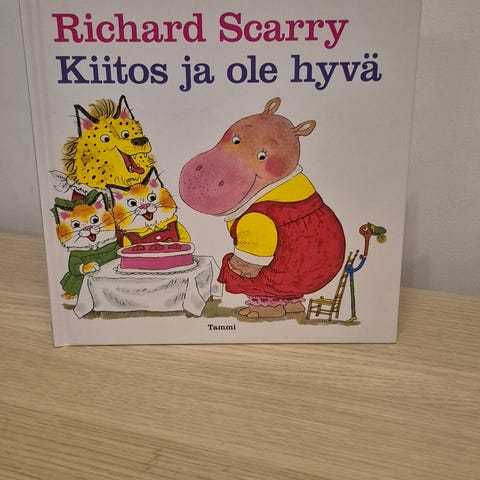 Richard Scarry
Kiitos ja ole hyvä
Tammi